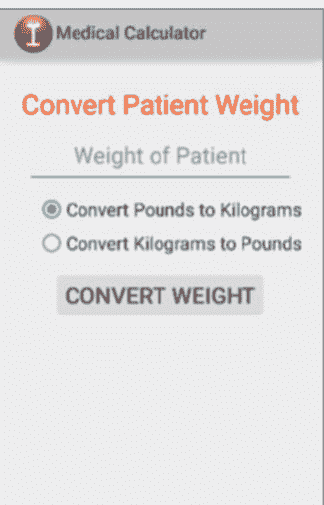 Medical Calculator
Convert Patient Weight
Weight of Patient
Convert Pounds to Kilograms
Convert Kilograms to Pounds
CONVERT WEIGHT